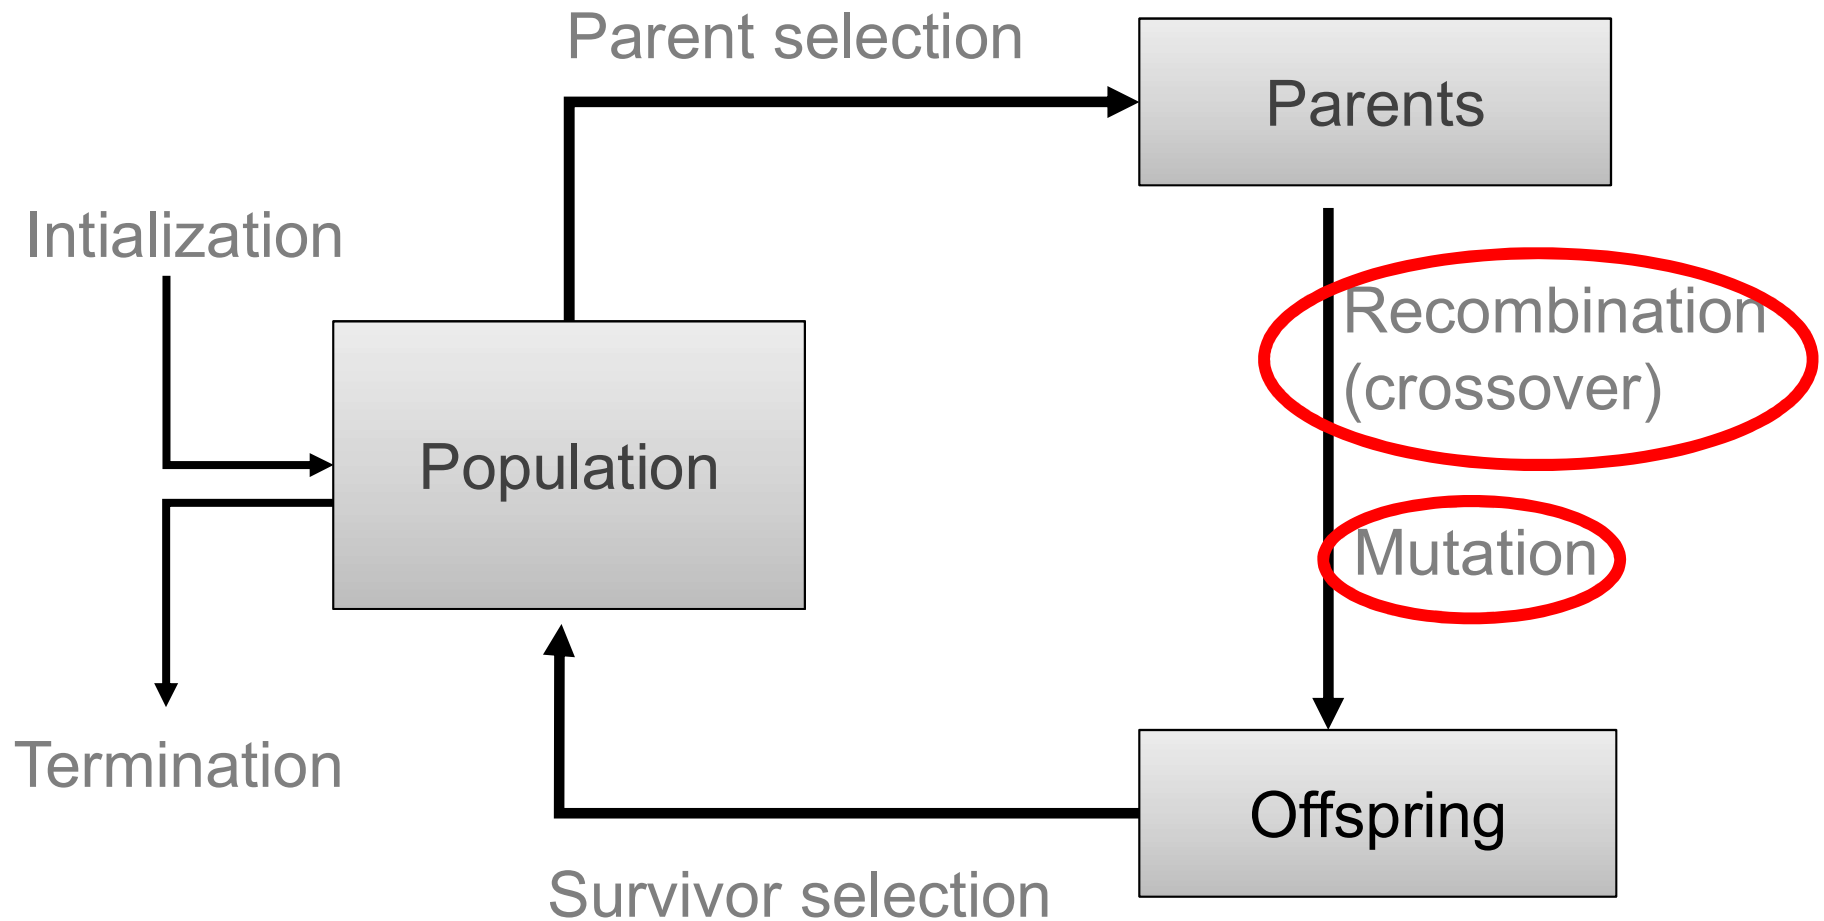 Parent selection
Parents
Intialization
Recombination
(crossover)
Population
Mutation
Termination
Offspring
Survivor selection